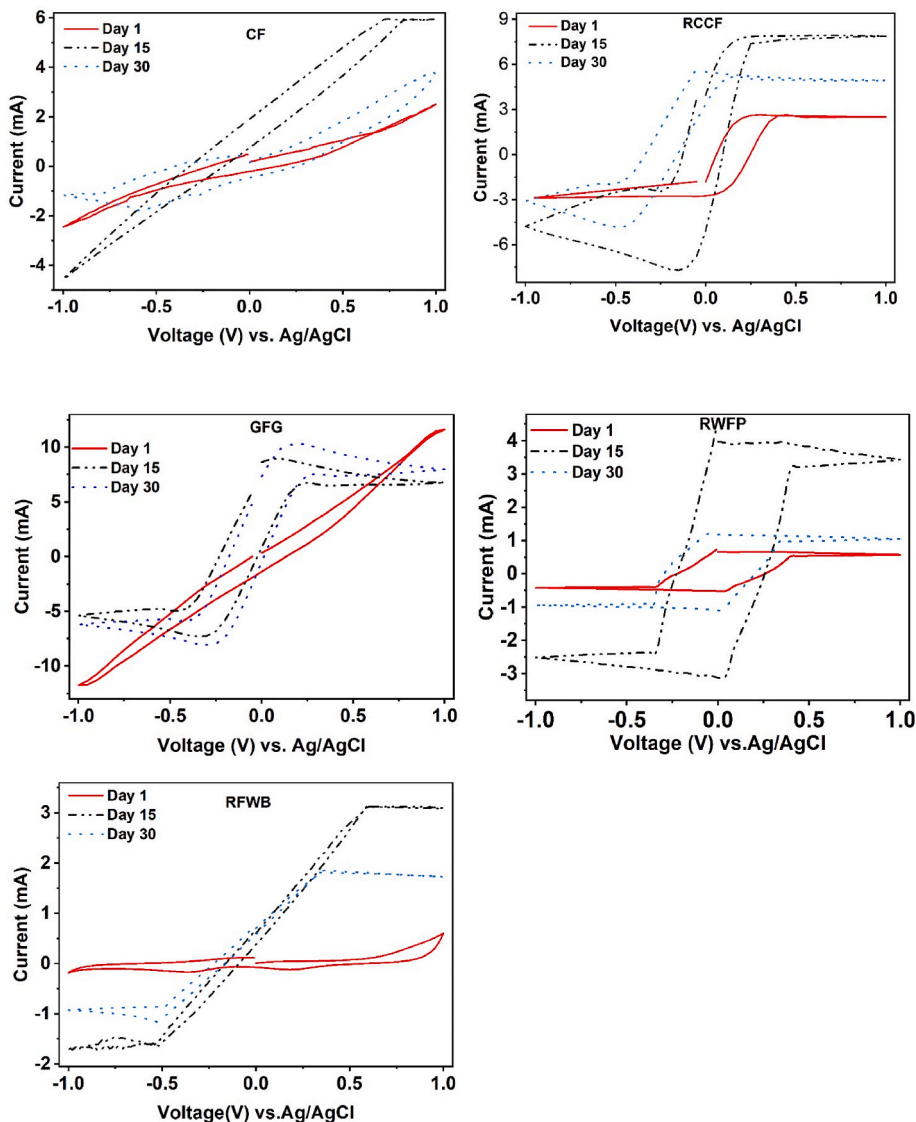 CF
Day 1
Day 15
Day 30
6
4
2
0
-2
-4
Current (mA)
-1.0 -0.5 0.0 0.5 1.0
Voltage (V) vs. Ag/AgCl
RCCF
Day 1
Day 15
Day 30
9
6
3
0
-3
-6
Current (mA)
-1.0 -0.5 0.0 0.5 1.0
Voltage(V) vs. Ag/AgCl
GFG
Day 1
Day 15
Day 30
10
5
0
-5
-10
Current (mA)
-1.0 -0.5 0.0 0.5 1.0
Voltage (V) vs. Ag/AgCl
RWFP
Day 1
Day 15
Day 30
4
3
2
1
0
-1
-2
-3
Current (mA)
-1.0 -0.5 0.0 0.5 1.0
Voltage (V) vs.Ag/AgCl
RFWB
Day 1
Day 15
Day 30
3
2
1
0
-1
-2
Current (mA)
-1.0 -0.5 0.0 0.5 1.0
Voltage(V) vs.Ag/AgCl